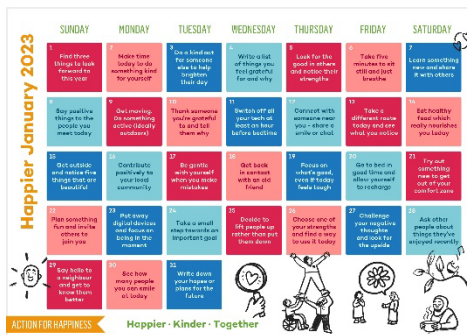 Happier January 2023
SUNDAY MONDAY TUESDAY WEDNESDAY THURSDAY FRIDAY SATURDAY
1
Find three
things to look
forward to
this year
2
Make time
today to do
something kind
for yourself
3
Do a kind act
for someone
else to help
brighten
their day
4
Write a list
of things you
feel grateful
for and why
5
Look for the
good in others
and notice their
strengths
6
Take five
minutes to sit
still and just
breathe
7
Learn something
new and share
it with others
8
Say positive
things to the
people you
meet today
9
Get moving.
Do something
active (ideally
outdoors)
10
Thank someone
you're grateful
to and tell
them why
11
Switch off all
your tech at
least an hour
before bedtime
12
Connect with
someone near
you - share a
smile or chat
13
Take a
different
route today and
see what
you notice
14
Eat healthy
food which
really nourishes
you today
15
Get outside
and notice five
things that are
beautiful
16
Contribute
positively to
your local
community
17
Be gentle
with yourself
when you make
mistakes
18
Get back
in contact
with an old
friend
19
Focus on
what's good,
even if today
feels tough
20
Go to bed in
good time and
allow yourself
to recharge
21
Try out
something
new to get
out of your
comfort zone
22
Plan something
fun and invite
others to
join you
23
Put away
digital devices
and focus on
being in the
moment
24
Take a small
step towards an
important goal
25
Decide to
lift people up
rather than put
them down
26
Choose one of
your strengths
and find a way
to use it today
27
Challenge
your negative
thoughts
and look for
the upside
28
Ask other
people about
things they've
enjoyed recently
29
Say hello to
a neighbour
and get to
know them
better
30
See how
many people
you can smile
at today
31
Write down
your hopes or
plans for the
future
ACTION FOR HAPPINESS
Happier · Kinder · Together